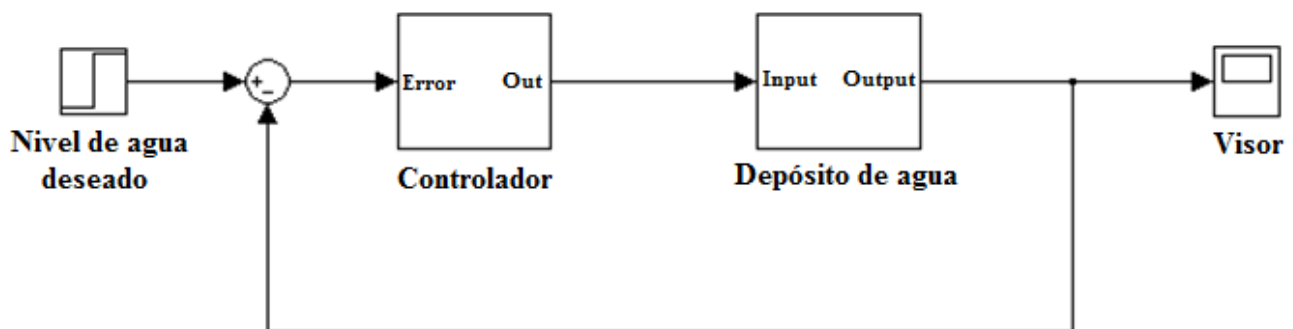 +
−
Error
Out
Input
Output
Nivel de agua
deseado
Controlador
Depósito de agua
Visor